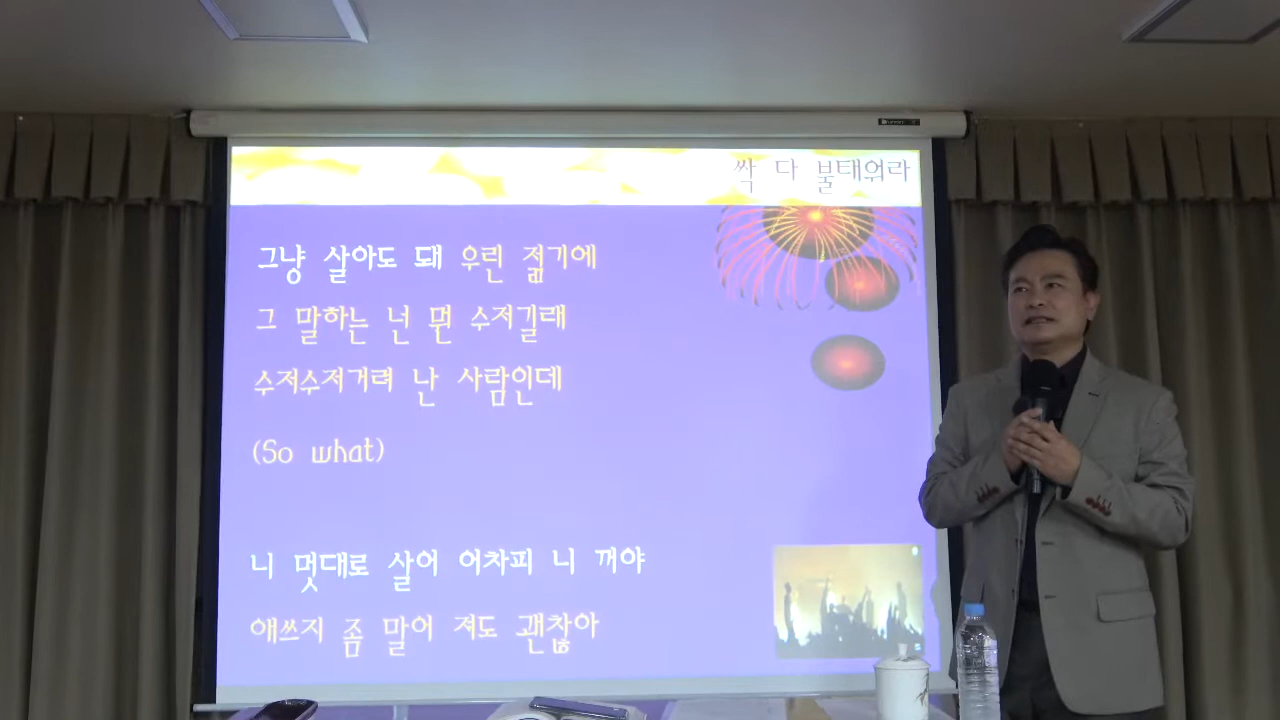 싹 다 불태워라
그냥 살아도 돼 우린 젊기에
그 말하는 넌 뭔 수저길래
수저수저거려 난 사람인데
(So what)
니 멋대로 살어 어차피 니 꺼야
애쓰지 좀 말어 져도 괜찮아